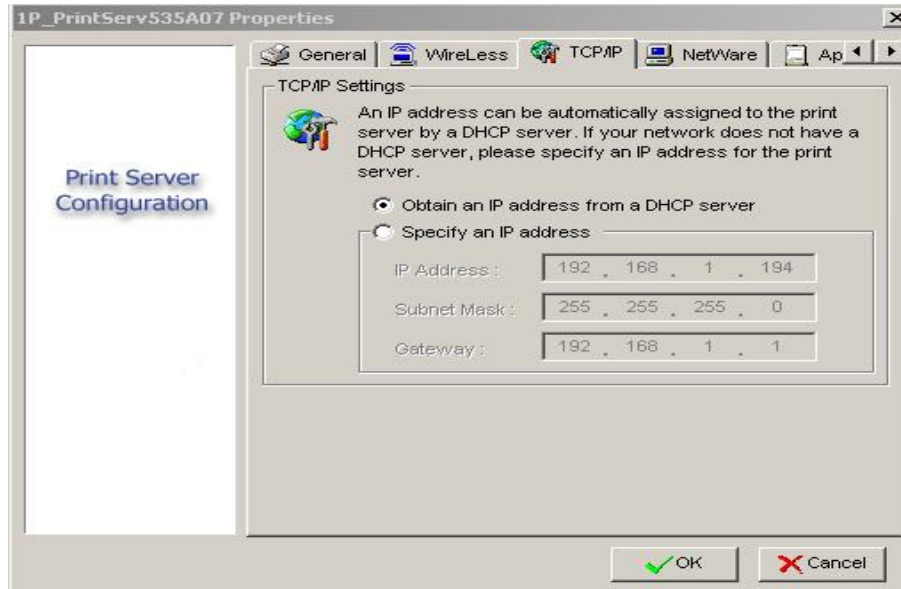 1P_PrintServ535A07 Properties
General
WireLess
TCP/IP
NetWare
Ap
Print Server
Configuration
TCP/IP Settings
An IP address can be automatically assigned to the print
server by a DHCP server. If your network does not have a
DHCP server, please specify an IP address for the print
server.
Obtain an IP address from a DHCP server
Specify an IP address
IP Address :
192 . 168 . 1 . 194
Subnet Mask :
255 . 255 . 255 . 0
Gateway :
192 . 168 . 1 . 1
OK
Cancel